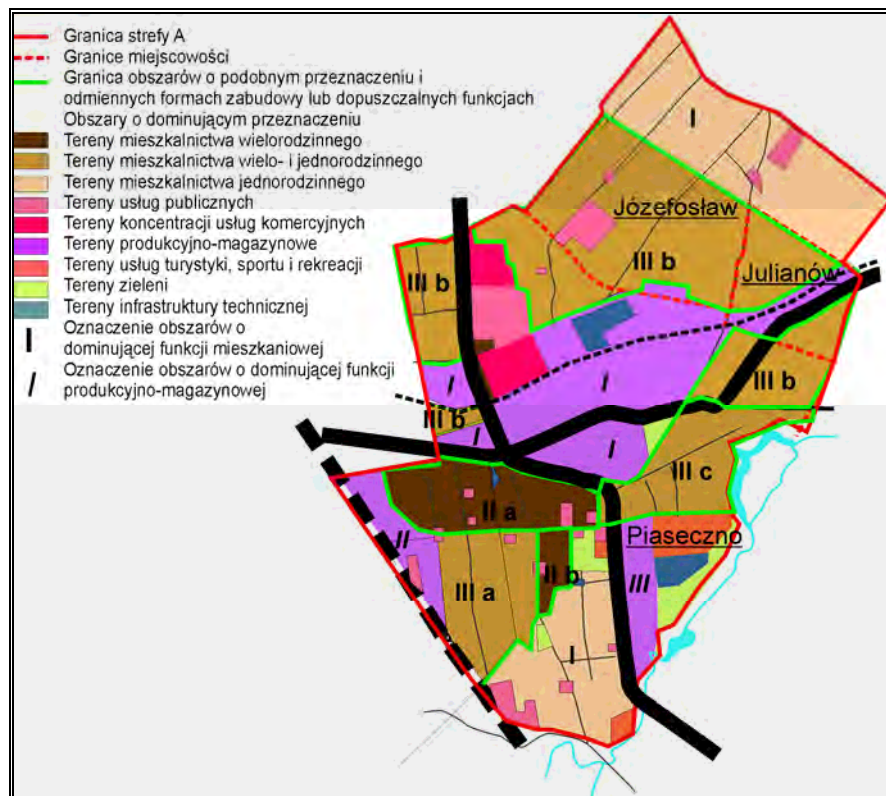 Granica strefy A
Granice miejscowości
Granica obszarów o podobnym przeznaczeniu i
odmiennych formach zabudowy lub dopuszczalnych funkcjach
Obszary o dominującym przeznaczeniu
Tereny mieszkalnictwa wielorodzinnego
Tereny mieszkalnictwa wielo- i jednorodzinnego
Tereny mieszkalnictwa jednorodzinnego
Tereny usług publicznych
Tereny koncentracji usług komercyjnych
Tereny produkcyjno-magazynowe
Tereny usług turystyki, sportu i rekreacji
Tereny zieleni
Tereny infrastruktury technicznej
I Oznaczenie obszarów o
dominującej funkcji mieszkaniowej
I Oznaczenie obszarów o dominującej funkcji
produkcyjno-magazynowej
I
Józefosław
III b
III b
Julianów
I
I
III b
III b
I
I
III c
II a
Piaseczno
II
II b
III a
III
I